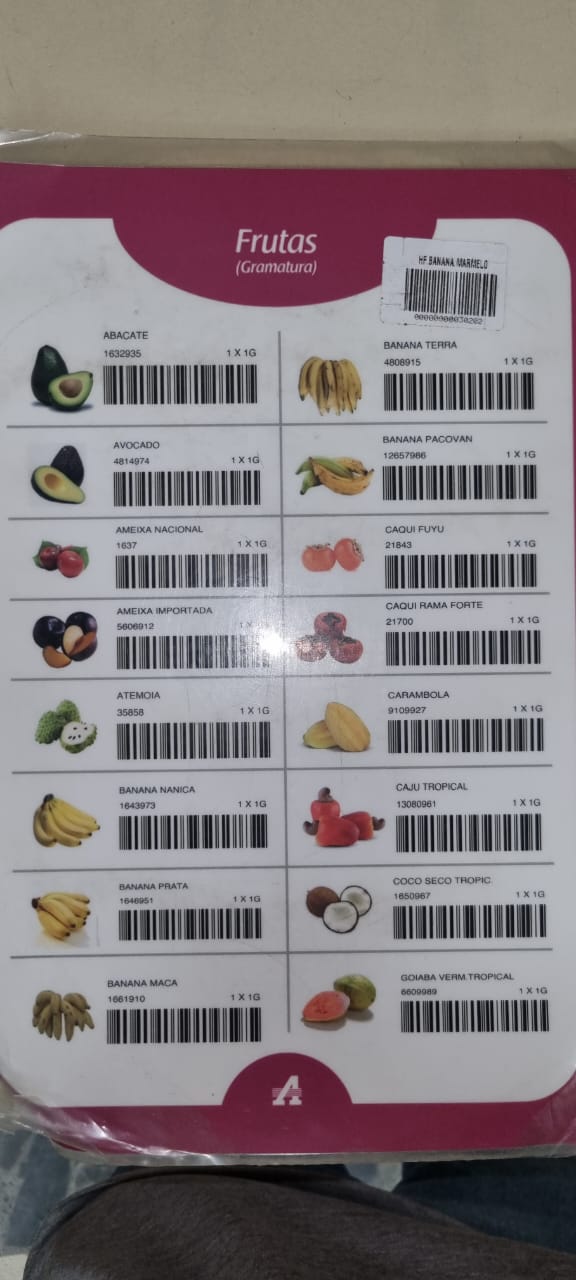 Frutas
(Gramatura)
HF BANANA MARMELO
00000000030202
ABACATE
1632935 1 X 1G
BANANA TERRA
4808915 1 X 1G
AVOCADO
4814974 1 X 1G
BANANA PACOVAN
12657986 1 X 1G
AMEIXA NACIONAL
1637 1 X 1G
CAQUI FUYU
21843 1 X 1G
AMEIXA IMPORTADA
5606912 1 X
CAQUI RAMA FORTE
21700 1 X 1G
ATEMOIA
35858 1 X 1G
CARAMBOLA
9109927 1 X 1G
BANANA NANICA
1643973 1 X 1G
CAJU TROPICAL
13080961 1 X 1G
BANANA PRATA
1646951 1 X 1G
COCO SECO TROPIC.
1650967 1 X 1G
BANANA MACA
1661910 1 X 1G
GOIABA VERM.TROPICAL
6609989 1 X 1G
A